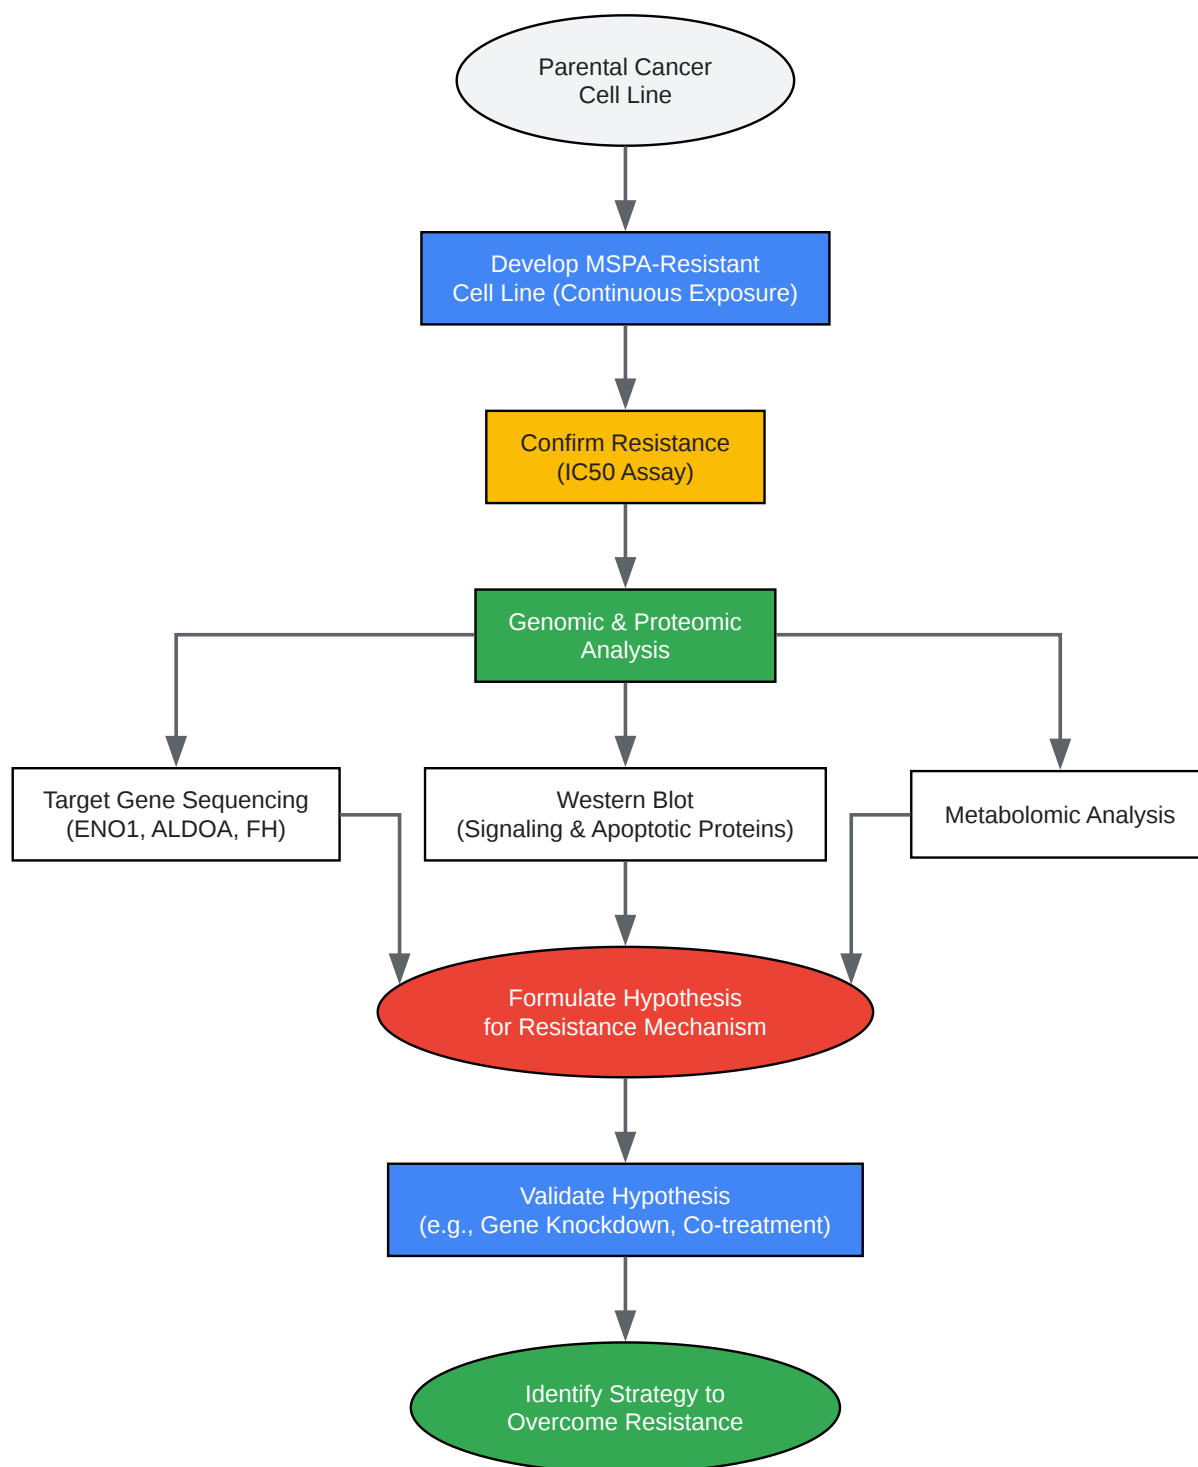 Parental Cancer
Cell Line
Develop MSPA-Resistant
Cell Line (Continuous Exposure)
Confirm Resistance
(IC50 Assay)
Genomic & Proteomic
Analysis
Target Gene Sequencing
(ENO1, ALDOA, FH)
Western Blot
(Signaling & Apoptotic Proteins)
Metabolomic Analysis
Formulate Hypothesis
for Resistance Mechanism
Validate Hypothesis
(e.g., Gene Knockdown, Co-treatment)
Identify Strategy to
Overcome Resistance